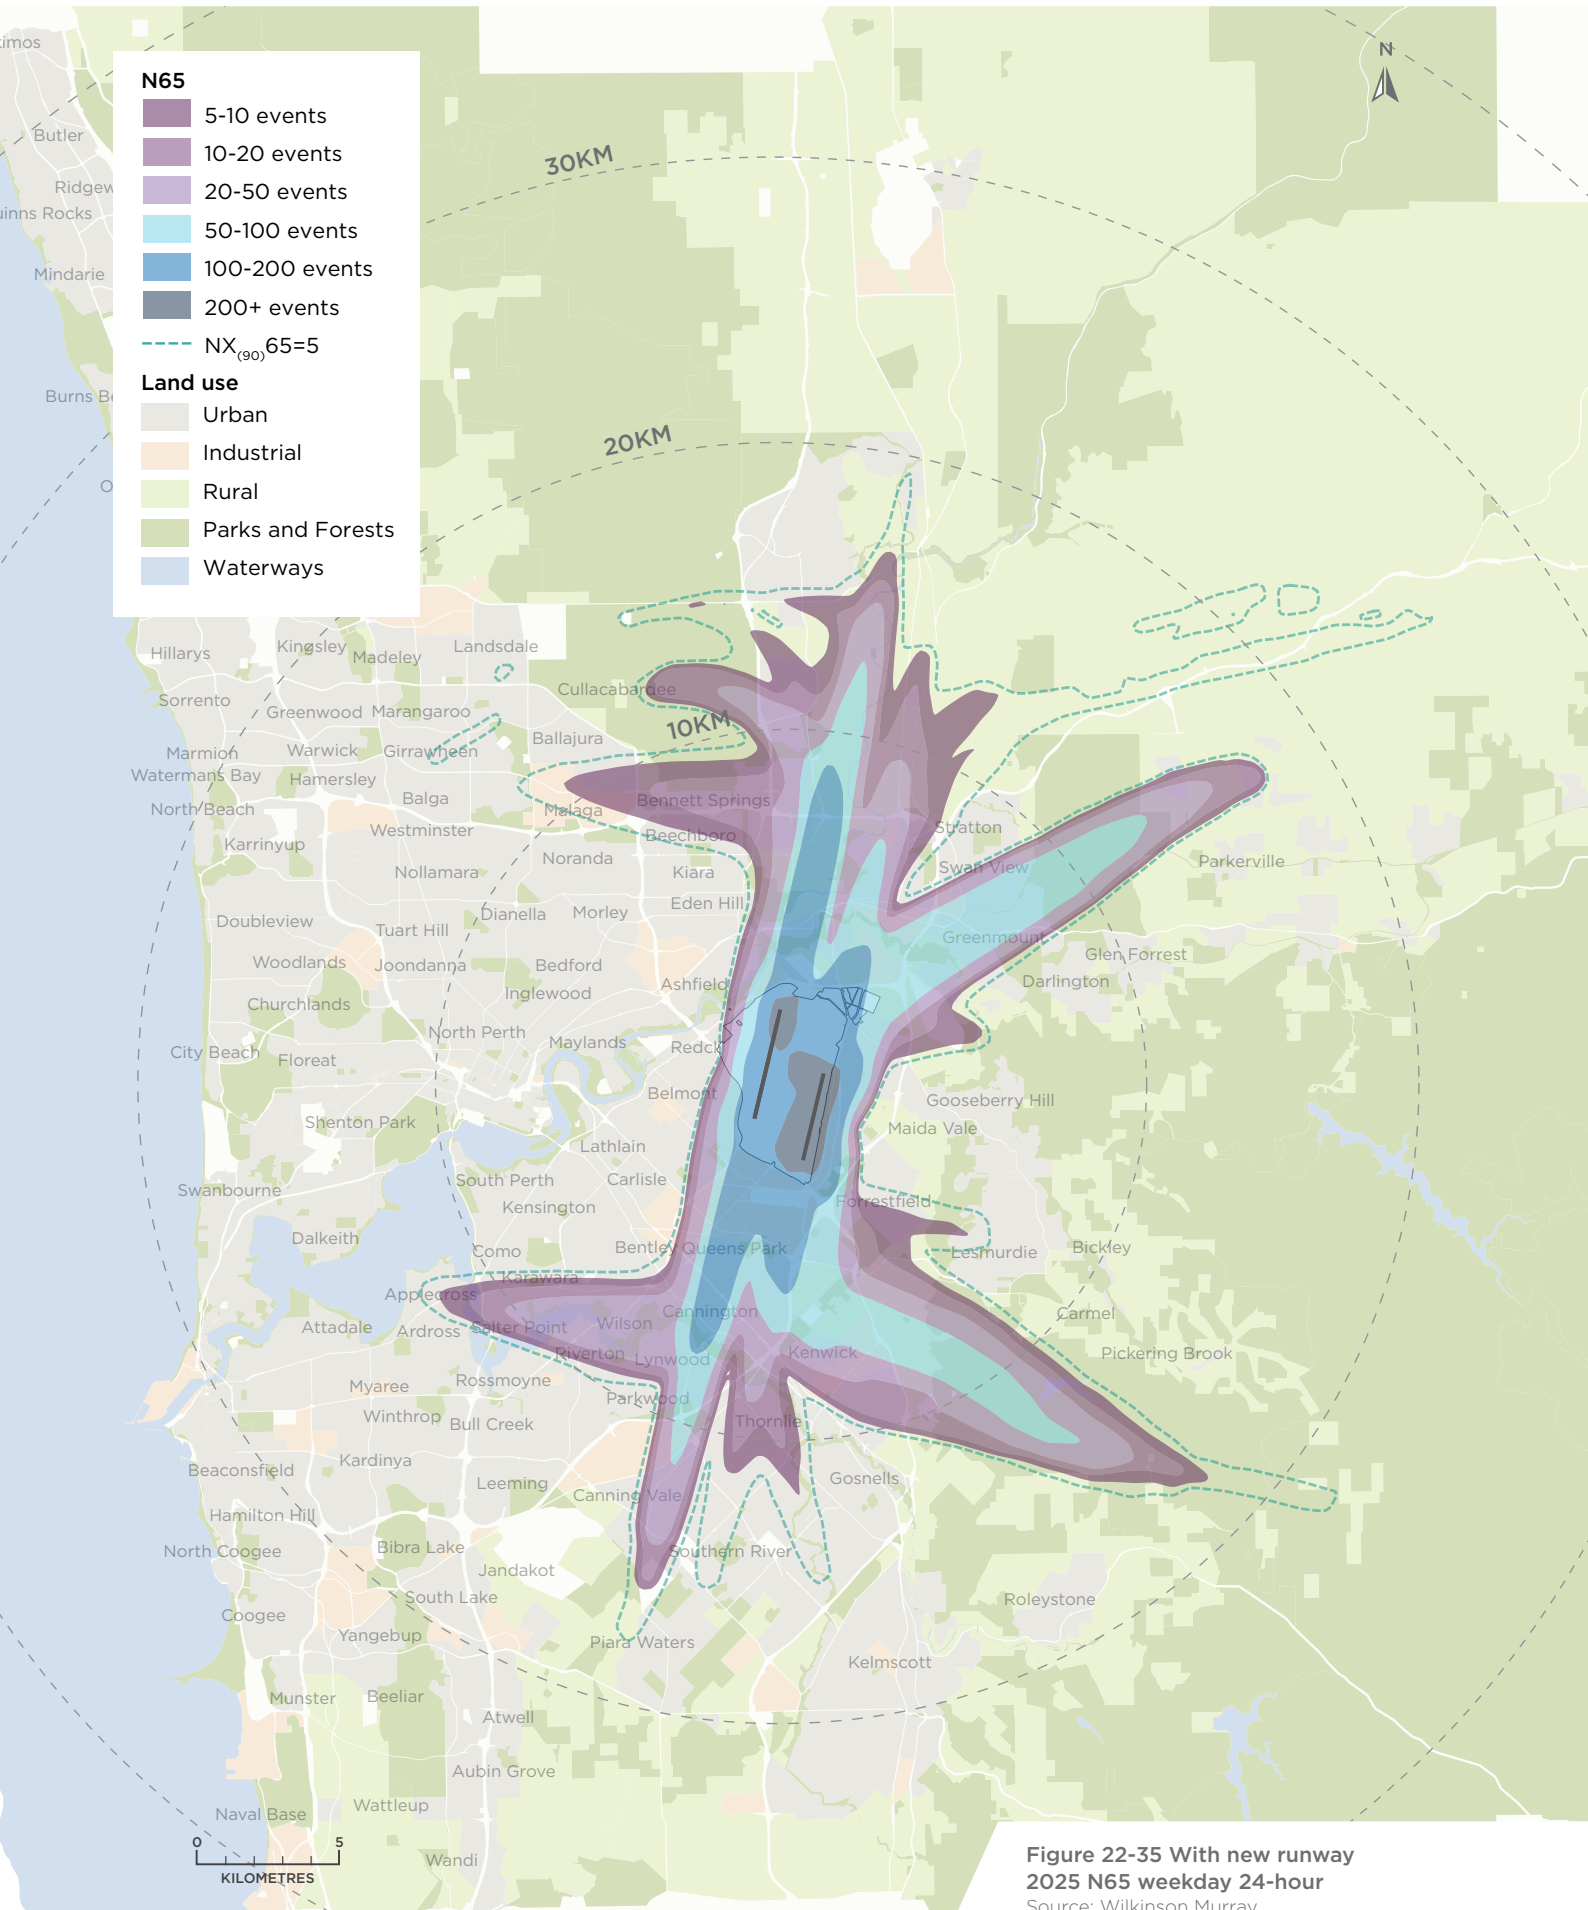 N65
5-10 events
10-20 events
20-50 events
50-100 events
100-200 events
200+ events
NX(90)65=5
Land use
Urban
Industrial
Rural
Parks and Forests
Waterways
N
30KM
20KM
10KM
Butler
Mindarie
Hillarys
Kingsley
Madeley
Landsdale
Cullacabardee
Sorrento
Greenwood
Marangaroo
Ballajura
Marmion
Warwick
Girrawheen
Watermans Bay
Hamersley
Balga
Malaga
Bennett Springs
North Beach
Westminster
Beechboro
Stratton
Karrinyup
Noranda
Swan View
Parkerville
Nollamara
Kiara
Eden Hill
Doubleview
Dianella
Morley
Tuart Hill
Greenmount
Glen Forrest
Woodlands
Joondanna
Bedford
Ashfield
Darlington
Churchlands
Inglewood
North Perth
Maylands
City Beach
Floreat
Belmont
Gooseberry Hill
Shenton Park
Maida Vale
Lathlain
Swanbourne
South Perth
Carlisle
Kensington
Forrestfield
Dalkeith
Como
Bentley
Queens Park
Lesmurdie
Bickley
Karawara
Applecross
Cannington
Carmel
Attadale
Ardross
Salter Point
Wilson
Riverton
Lynwood
Kenwick
Pickering Brook
Myaree
Rossmoyne
Parkwood
Winthrop
Bull Creek
Thornlie
Kardinya
Beaconsfield
Leeming
Gosnells
Canning Vale
Hamilton Hill
North Coogee
Bibra Lake
Southern River
Jandakot
South Lake
Roleystone
Coogee
Yangebup
Piara Waters
Kelmscott
Munster
Beeliar
Atwell
Aubin Grove
Naval Base
Wattleup
Wandi
0 5
KILOMETRES
Figure 22-35 With new runway
2025 N65 weekday 24-hour
Source: Wilkinson Murray